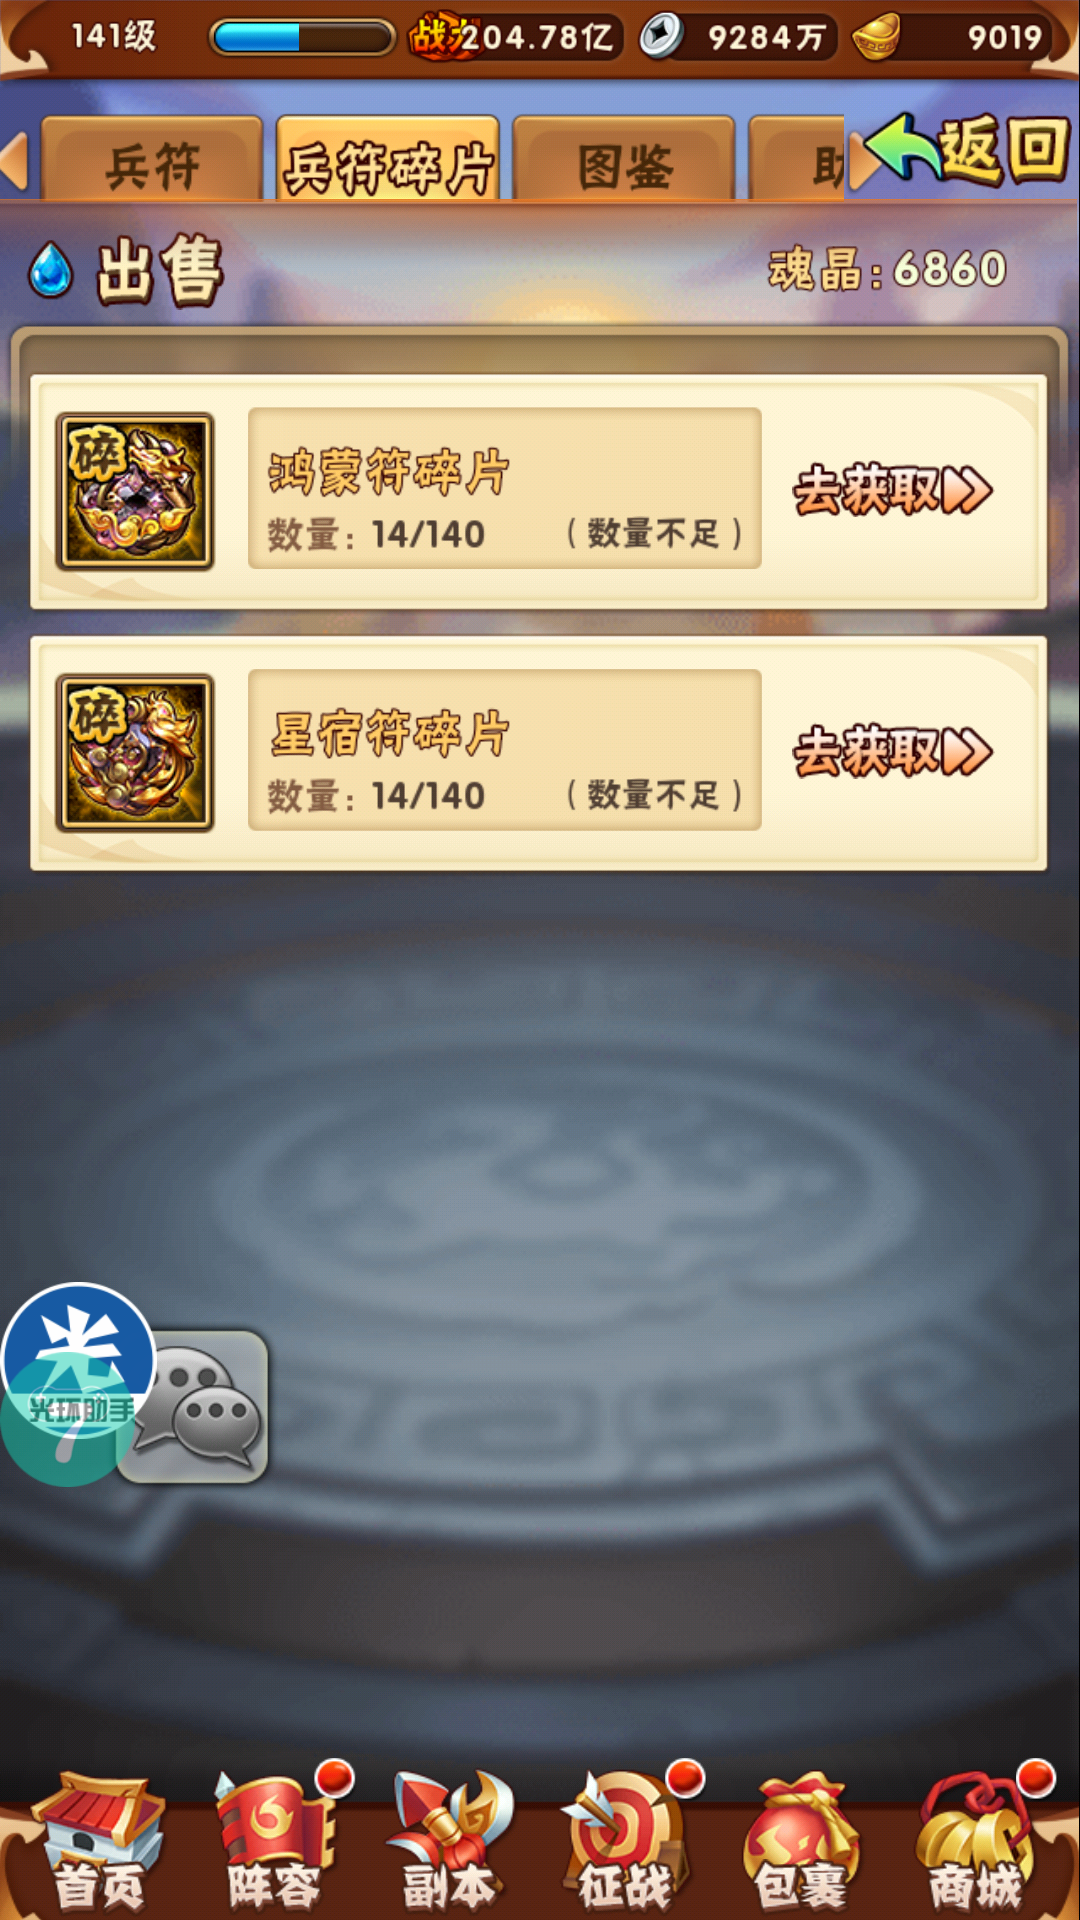 141级
战力204.78亿
9284万
9019
兵符
兵符碎片
图鉴
助
返回
出售
魂晶:6860
碎
鸿蒙符碎片
数量: 14/140 (数量不足)
去获取
碎
星宿符碎片
数量: 14/140 (数量不足)
去获取
光
光环助手
首页
阵容
副本
征战
包裹
商城